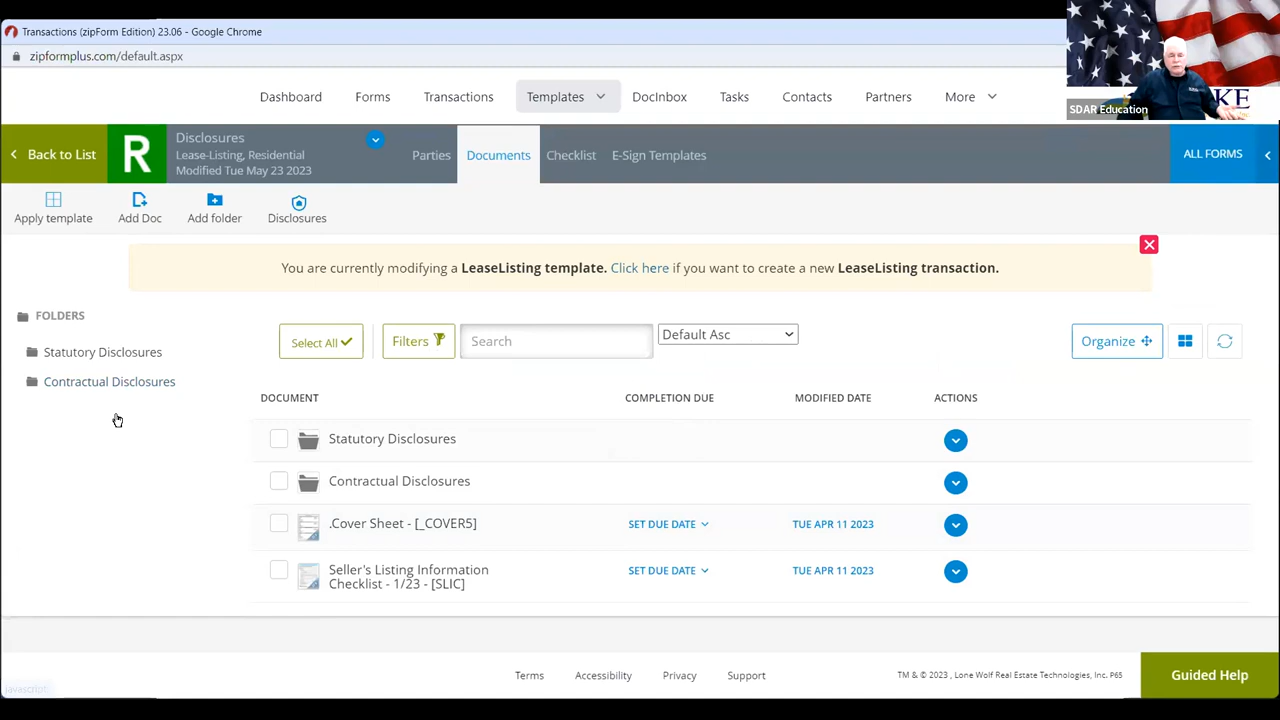 Transactions (zipForm Edition) 23.06 - Google Chrome
zipformplus.com/default.aspx
Dashboard Forms Transactions Templates DocInbox Tasks Contacts Partners More
SDAR Education
KE
Back to List
R
Disclosures
Lease-Listing, Residential
Modified Tue May 23 2023
Parties Documents Checklist E-Sign Templates
ALL FORMS
Apply template Add Doc Add folder Disclosures
You are currently modifying a LeaseListing template. Click here if you want to create a new LeaseListing transaction.
FOLDERS
Statutory Disclosures
Contractual Disclosures
Select All Filters Search Default Asc Organize
DOCUMENT COMPLETION DUE MODIFIED DATE ACTIONS
Statutory Disclosures
Contractual Disclosures
.Cover Sheet - [_COVER5] SET DUE DATE TUE APR 11 2023
Seller's Listing Information SET DUE DATE TUE APR 11 2023
Checklist - 1/23 - [SLIC]
Terms Accessibility Privacy Support
TM & © 2023 , Lone Wolf Real Estate Technologies, Inc. P65
Guided Help
javascript: